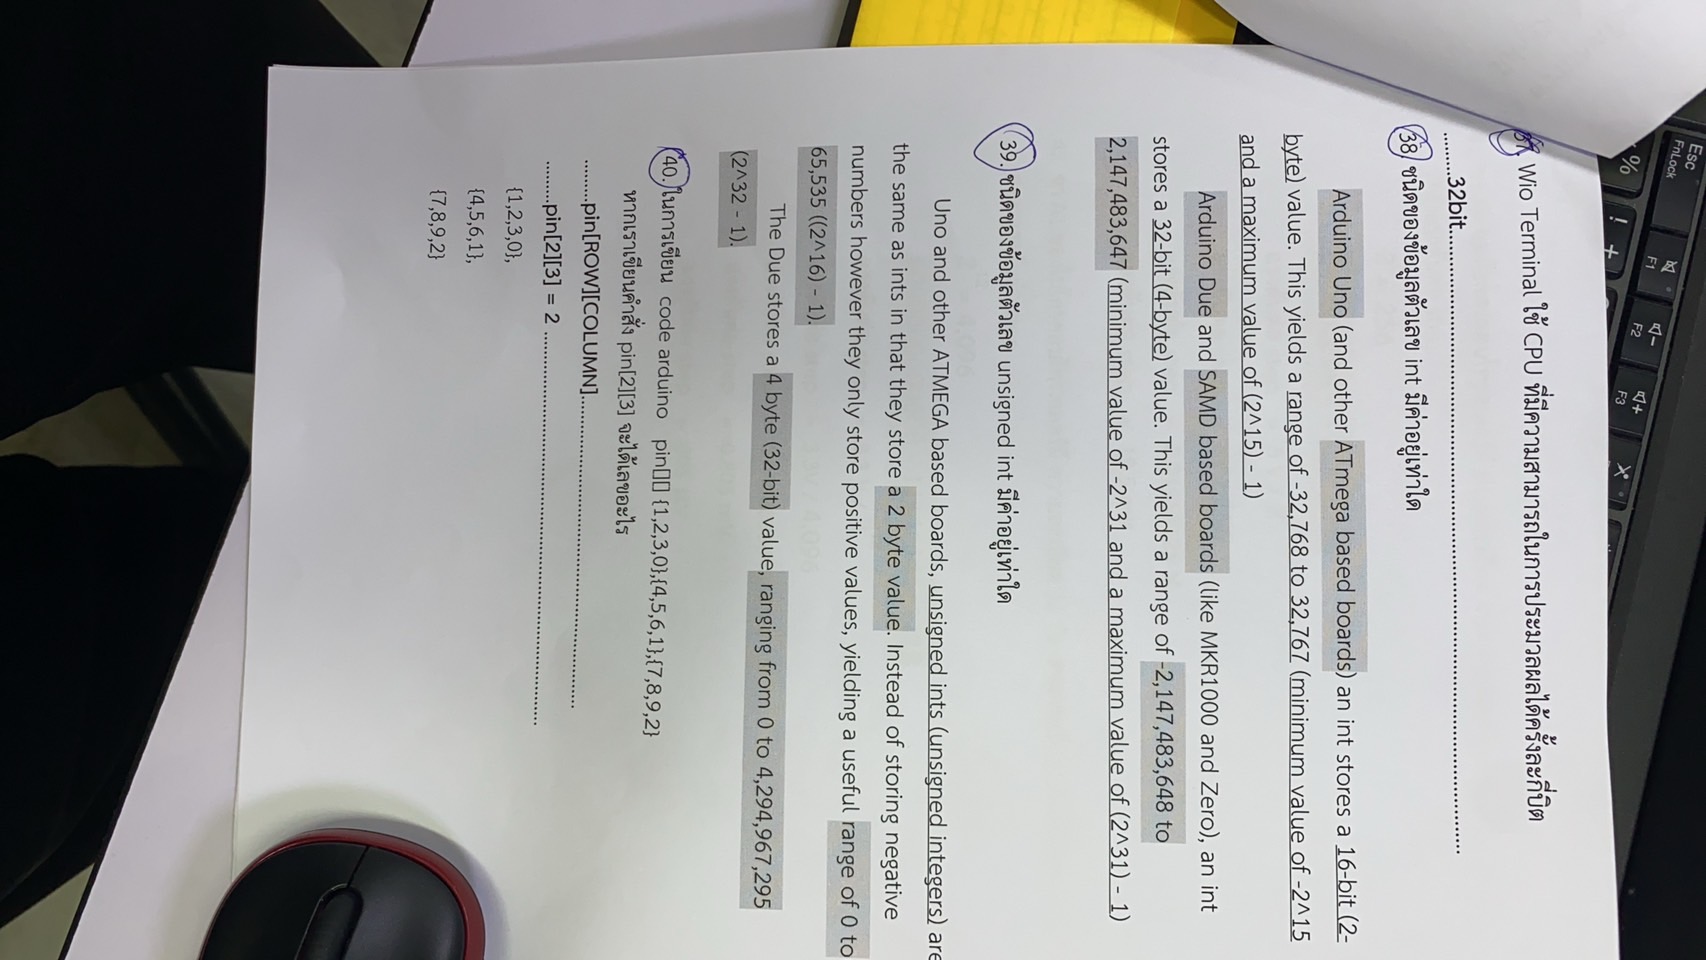 37. Wio Terminal ใช้ CPU ที่มีความสามารถในการประมวลผลได้ครั้งละกี่บิต
........32bit........................................................................................................
38. ชนิดของข้อมูลตัวเลข int มีค่าอยู่เท่าใด
Arduino Uno (and other ATmega based boards) an int stores a 16-bit (2-
byte) value. This yields a range of -32,768 to 32,767 (minimum value of -2^15
and a maximum value of (2^15) - 1)
Arduino Due and SAMD based boards (like MKR1000 and Zero), an int
stores a 32-bit (4-byte) value. This yields a range of -2,147,483,648 to
2,147,483,647 (minimum value of -2^31 and a maximum value of (2^31) - 1)
39. ชนิดของข้อมูลตัวเลข unsigned int มีค่าอยู่เท่าใด
Uno and other ATMEGA based boards, unsigned ints (unsigned integers) are
the same as ints in that they store a 2 byte value. Instead of storing negative
numbers however they only store positive values, yielding a useful range of 0 to
65,535 ((2^16) - 1).
The Due stores a 4 byte (32-bit) value, ranging from 0 to 4,294,967,295
(2^32 - 1).
40. ในการเขียน code arduino pin▯▯ {1,2,3,0},{4,5,6,1},{7,8,9,2}
หากเราเขียนคำสั่ง pin[2][3] จะได้เลขอะไร
........pin[ROW][COLUMN]........................................................
........pin[2][3] = 2........................................................................
{1,2,3,0},
{4,5,6,1},
{7,8,9,2}
Esc
FnLock
F1
F2
F3
%
!
+